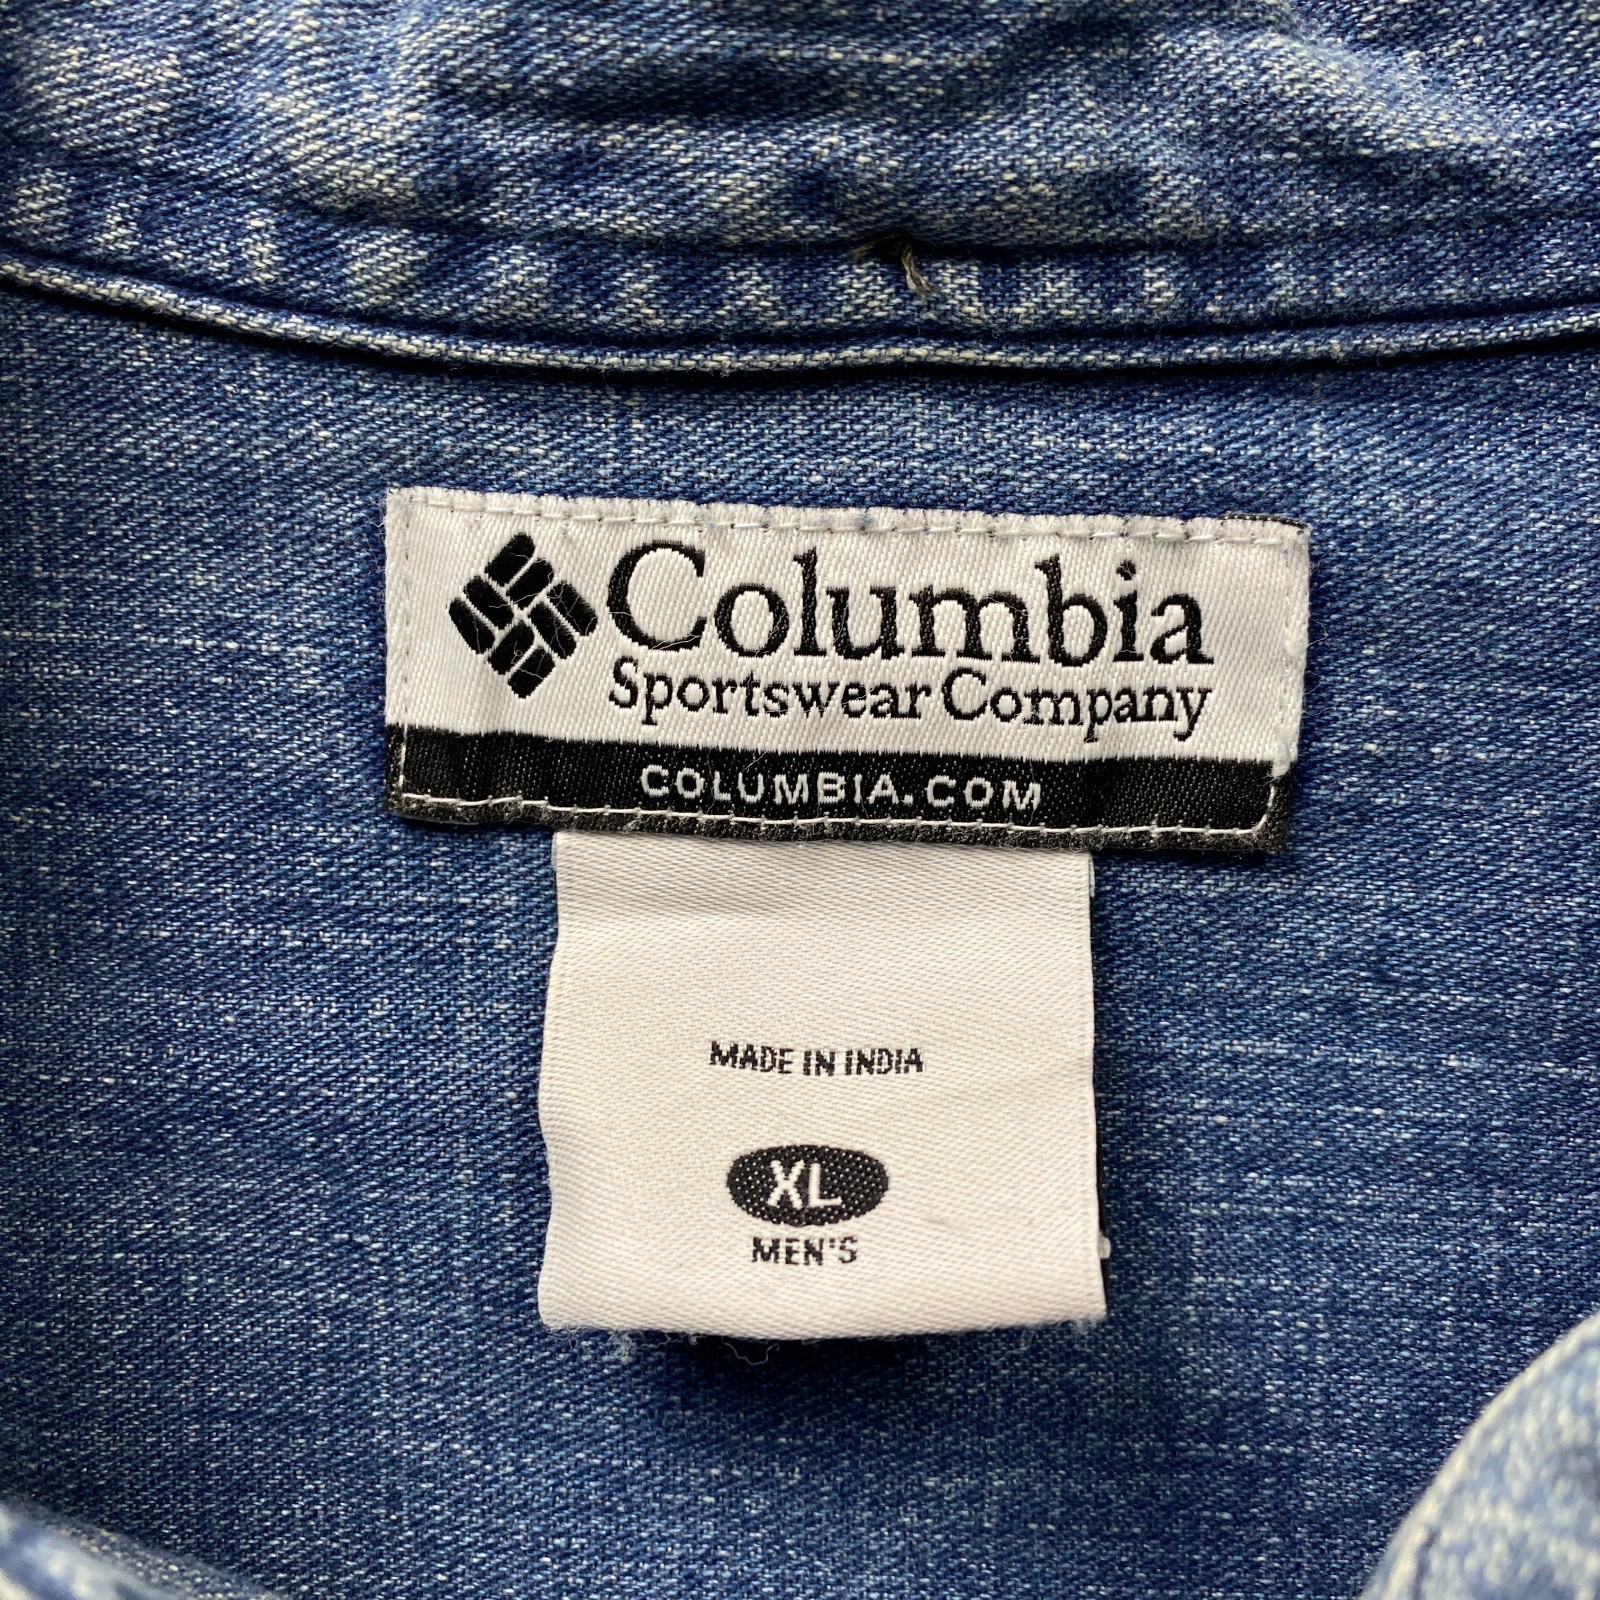 Columbia
Sportswear Company
COLUMBIA.COM
MADE IN INDIA
XL
MEN'S